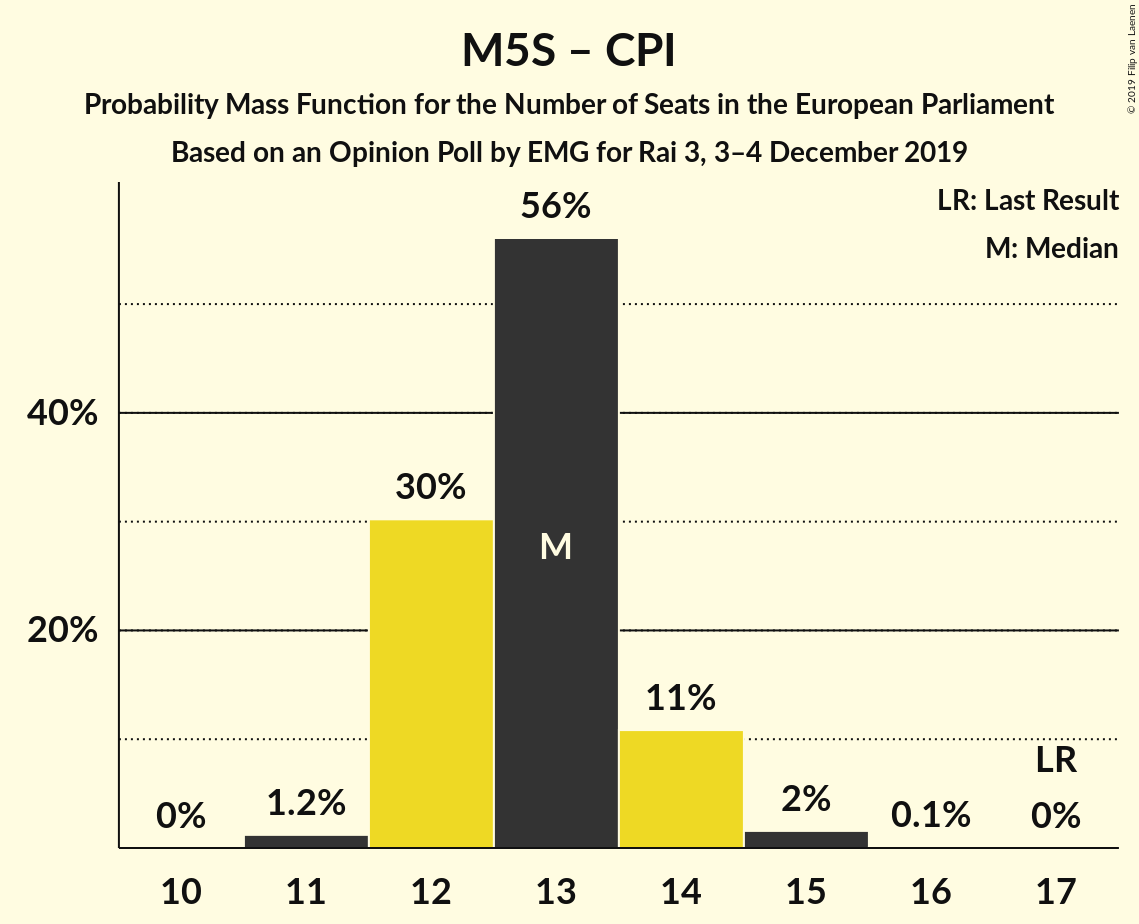 M5S – CPI
Probability Mass Function for the Number of Seats in the European Parliament
Based on an Opinion Poll by EMG for Rai 3, 3–4 December 2019
© 2019 Filip van Laenen
LR: Last Result
M: Median
56%
40%
30%
M
20%
11%
LR
0%
1.2%
2%
0.1%
0%
10
11
12
13
14
15
16
17